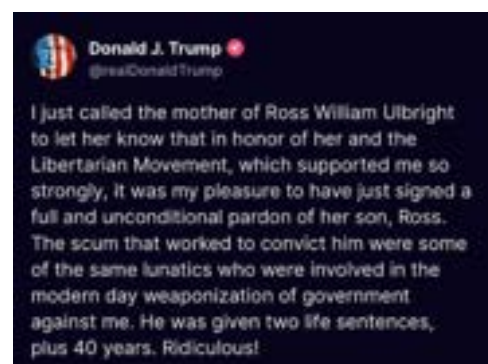 Donald J. Trump
@realDonaldTrump
I just called the mother of Ross William Ulbright
to let her know that in honor of her and the
Libertarian Movement, which supported me so
strongly, it was my pleasure to have just signed a
full and unconditional pardon of her son, Ross.
The scum that worked to convict him were some
of the same lunatics who were involved in the
modern day weaponization of government
against me. He was given two life sentences,
plus 40 years. Ridiculous!